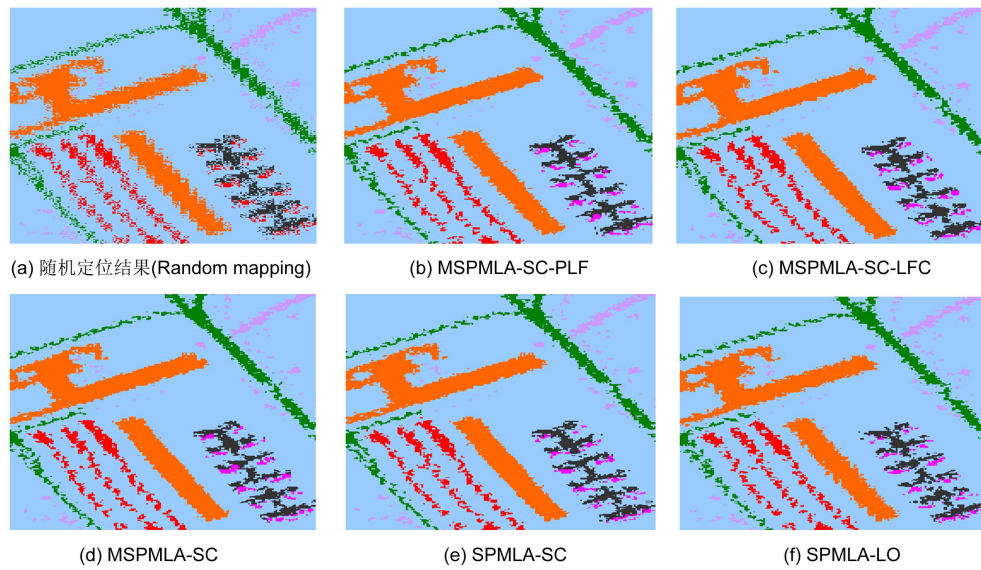 (a) 随机定位结果(Random mapping)
(b) MSPMLA-SC-PLF
(c) MSPMLA-SC-LFC
(d) MSPMLA-SC
(e) SPMLA-SC
(f) SPMLA-LO